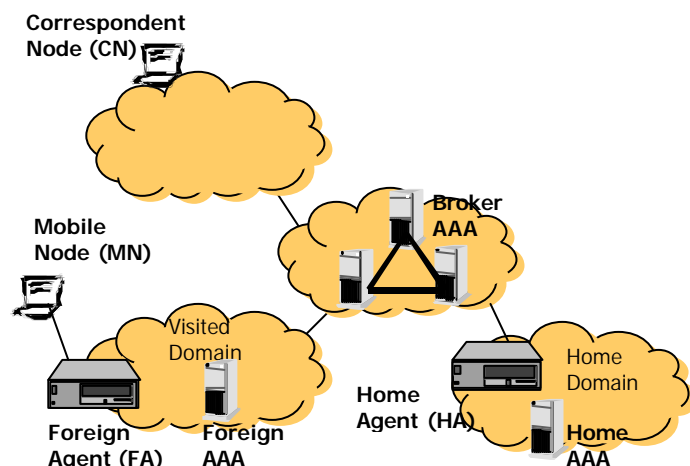 Correspondent
Node (CN)
Broker
AAA
Mobile
Node (MN)
Visited
Domain
Home
Domain
Home
Agent (HA)
Foreign
Agent (FA)
Foreign
AAA
Home
AAA